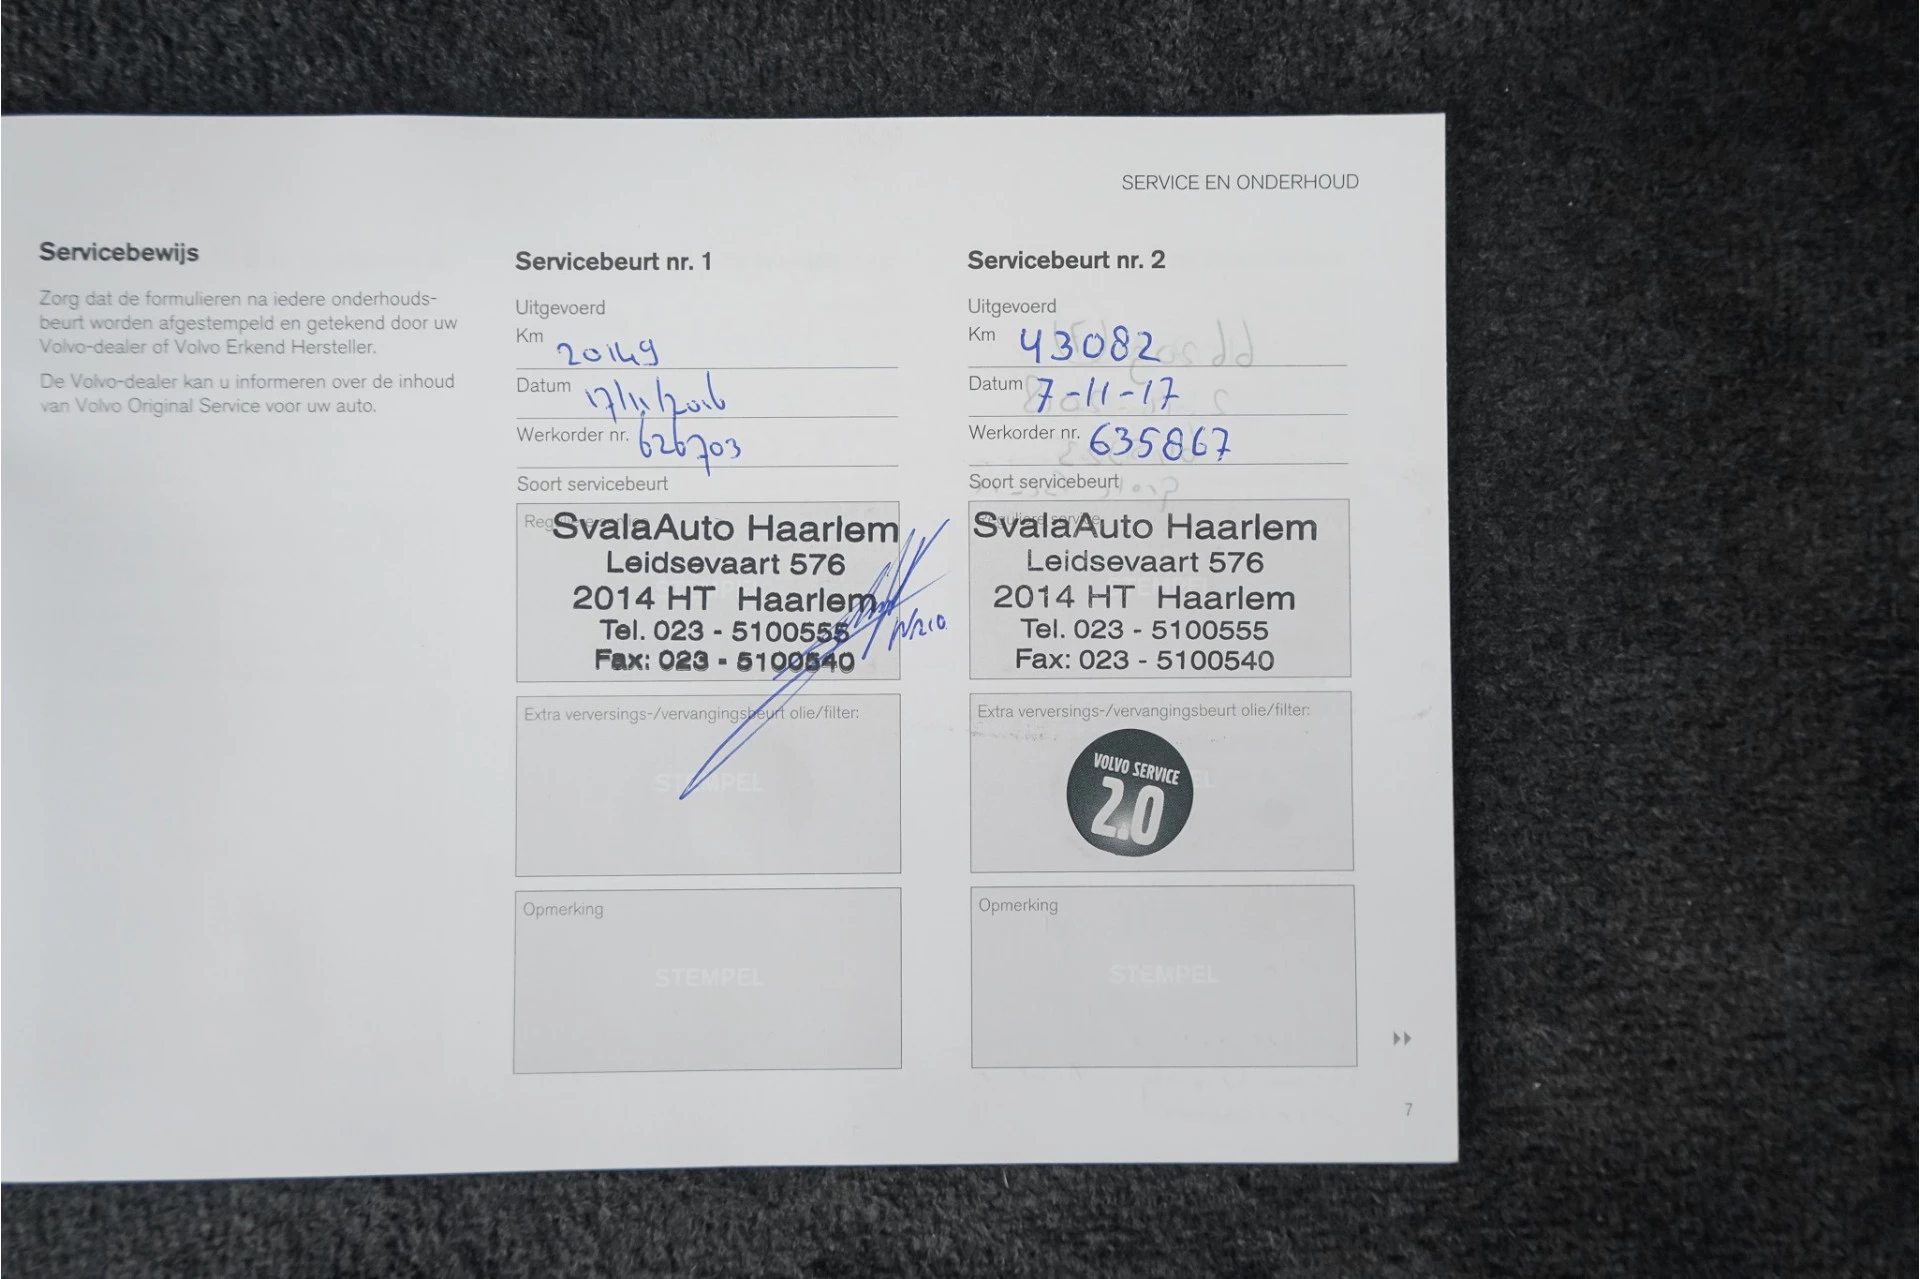 SERVICE EN ONDERHOUD
Servicebewijs
Zorg dat de formulieren na iedere onderhouds-
beurt worden afgestempeld en getekend door uw
Volvo-dealer of Volvo Erkend Hersteller.
De Volvo-dealer kan u informeren over de inhoud
van Volvo Original Service voor uw auto.
Servicebeurt nr. 1
Uitgevoerd
Km 20149
Datum 17/11/2016
Werkorder nr. 626703
Soort servicebeurt
SvalaAuto Haarlem
Leidsevaart 576
2014 HT Haarlem
Tel. 023 - 5100555
Fax: 023 - 5100540
Extra verversings-/vervangingsbeurt olie/filter:
STEMPEL
Opmerking
STEMPEL
Servicebeurt nr. 2
Uitgevoerd
Km 43082
Datum 7-11-17
Werkorder nr. 635867
Soort servicebeurt
Reguliere service
SvalaAuto Haarlem
Leidsevaart 576
2014 HT Haarlem
Tel. 023 - 5100555
Fax: 023 - 5100540
Extra verversings-/vervangingsbeurt olie/filter:
VOLVO SERVICE
2.0
Opmerking
STEMPEL
7